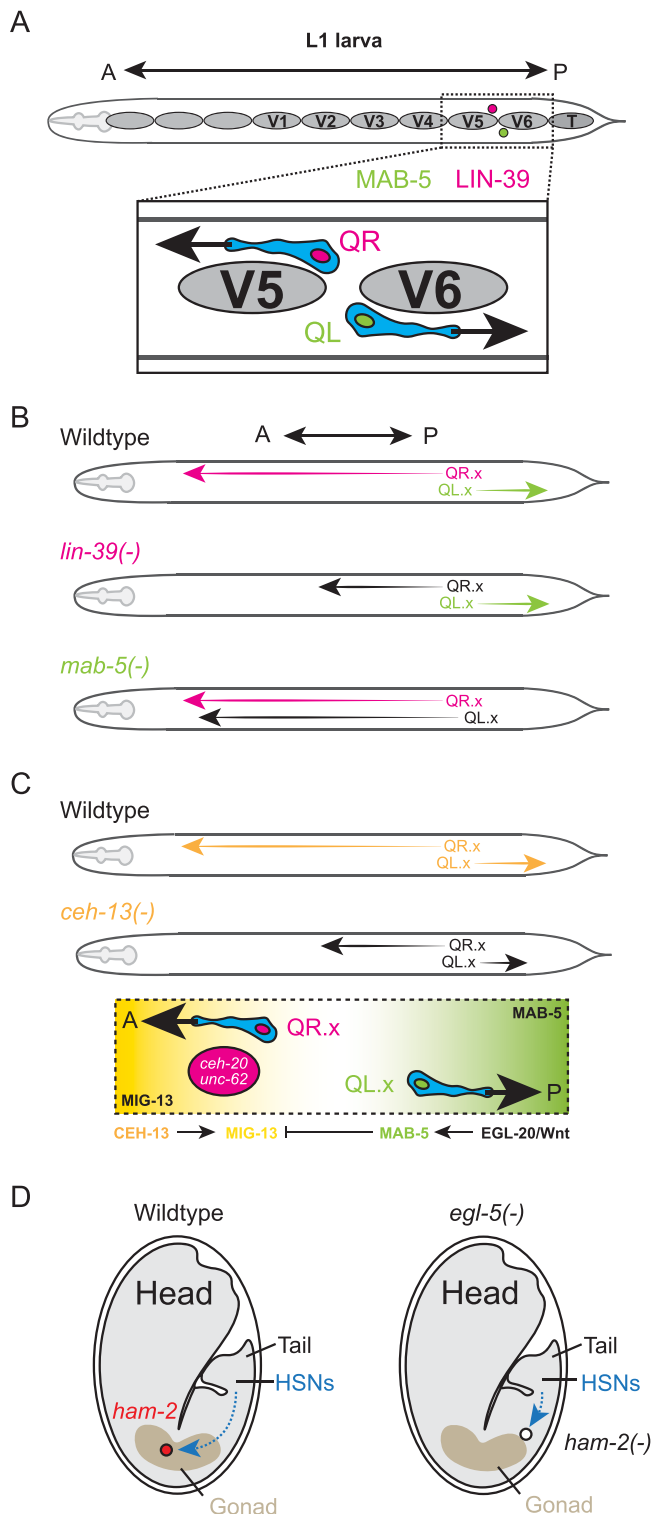 A
L1 larva
A P
V1 V2 V3 V4 V5 V6 T
MAB-5 LIN-39
QR
V5 V6
QL
B
Wildtype A P
QR.x
QL.x
lin-39(-)
QR.x
QL.x
mab-5(-)
QR.x
QL.x
C
Wildtype
QR.x
QL.x
ceh-13(-)
QR.x
QL.x
A MAB-5
QR.x
ceh-20
unc-62
QL.x P
MIG-13
CEH-13 MIG-13 MAB-5 EGL-20/Wnt
D
Wildtype egl-5(-)
Head Head
Tail Tail
HSNs HSNs
ham-2
ham-2(-)
Gonad Gonad